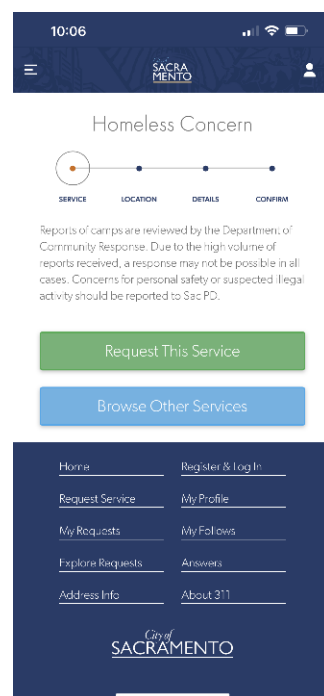 10:06
City of
SACRA
MENTO
Homeless Concern
SERVICE LOCATION DETAILS CONFIRM
Reports of camps are reviewed by the Department of
Community Response. Due to the high volume of
reports received, a response may not be possible in all
cases. Concerns for personal safety or suspected illegal
activity should be reported to Sac PD.
Request This Service
Browse Other Services
Home Register & Log In
Request Service My Profile
My Requests My Follows
Explore Requests Answers
Address Info About 311
City of
SACRAMENTO